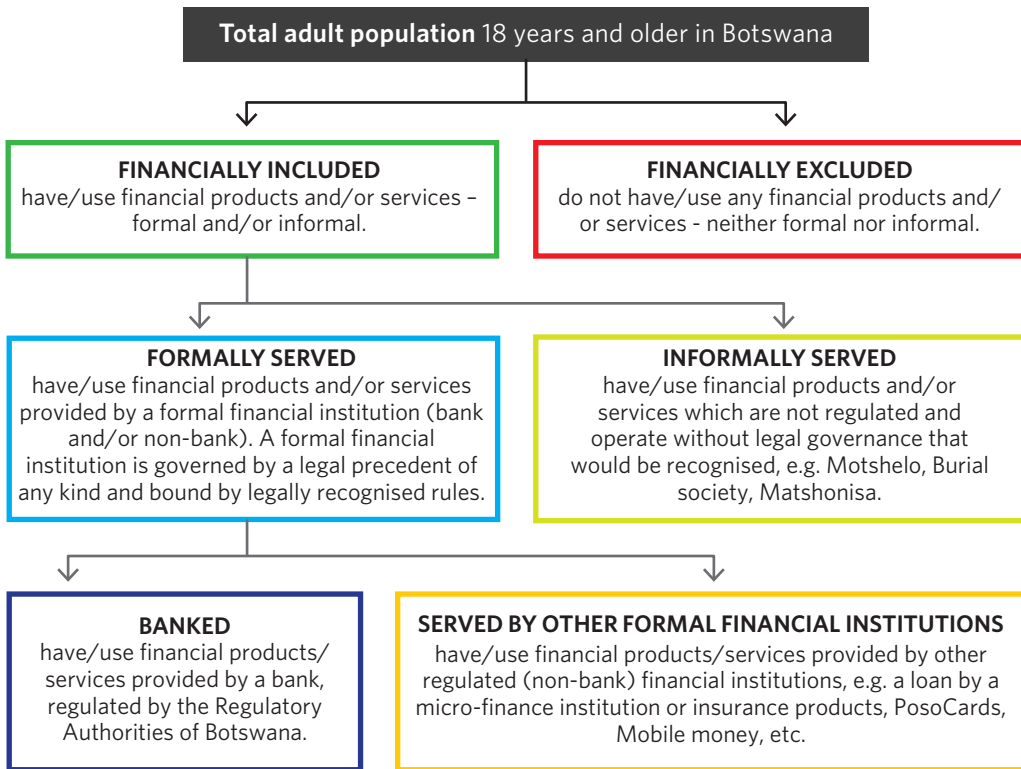 Total adult population 18 years and older in Botswana
FINANCIALLY INCLUDED
have/use financial products and/or services –
formal and/or informal.
FINANCIALLY EXCLUDED
do not have/use any financial products and/
or services - neither formal nor informal.
FORMALLY SERVED
have/use financial products and/or services
provided by a formal financial institution (bank
and/or non-bank). A formal financial
institution is governed by a legal precedent of
any kind and bound by legally recognised rules.
INFORMALLY SERVED
have/use financial products and/or
services which are not regulated and
operate without legal governance that
would be recognised, e.g. Motshelo, Burial
society, Matshonisa.
BANKED
have/use financial products/
services provided by a bank,
regulated by the Regulatory
Authorities of Botswana.
SERVED BY OTHER FORMAL FINANCIAL INSTITUTIONS
have/use financial products/services provided by other
regulated (non-bank) financial institutions, e.g. a loan by a
micro-finance institution or insurance products, PosoCards,
Mobile money, etc.